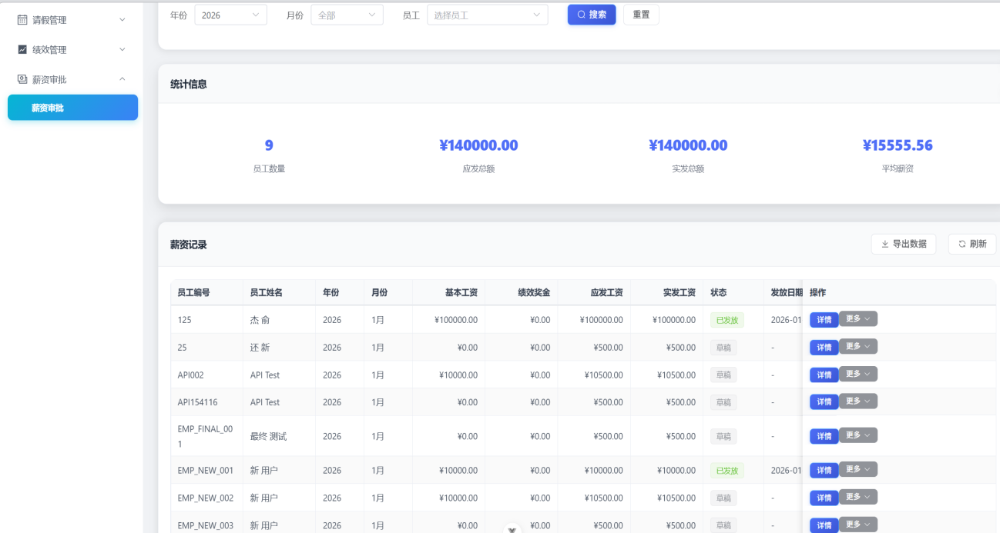 请假管理
绩效管理
薪资审批
薪资审批
年份 2026 月份 全部 员工 选择员工 搜索 重置
统计信息
9 ¥140000.00 ¥140000.00 ¥15555.56
员工数量 应发总额 实发总额 平均薪资
薪资记录 导出数据 刷新
员工编号 员工姓名 年份 月份 基本工资 绩效奖金 应发工资 实发工资 状态 发放日期 操作
125 杰 俞 2026 1月 ¥100000.00 ¥0.00 ¥100000.00 ¥100000.00 已发放 2026-01 详情 更多
25 还 新 2026 1月 ¥0.00 ¥0.00 ¥500.00 ¥500.00 草稿 - 详情 更多
API002 API Test 2026 1月 ¥10000.00 ¥0.00 ¥10500.00 ¥10500.00 草稿 - 详情 更多
API154116 API Test 2026 1月 ¥0.00 ¥0.00 ¥500.00 ¥500.00 草稿 - 详情 更多
EMP_FINAL_00
1 最终 测试 2026 1月 ¥0.00 ¥0.00 ¥500.00 ¥500.00 草稿 - 详情 更多
EMP_NEW_001 新 用户 2026 1月 ¥10000.00 ¥0.00 ¥10000.00 ¥10000.00 已发放 2026-01 详情 更多
EMP_NEW_002 新 用户 2026 1月 ¥10000.00 ¥0.00 ¥10500.00 ¥10500.00 草稿 - 详情 更多
EMP_NEW_003 新 用户 2026 1月 ¥0.00 ¥0.00 ¥500.00 ¥500.00 草稿 - 详情 更多